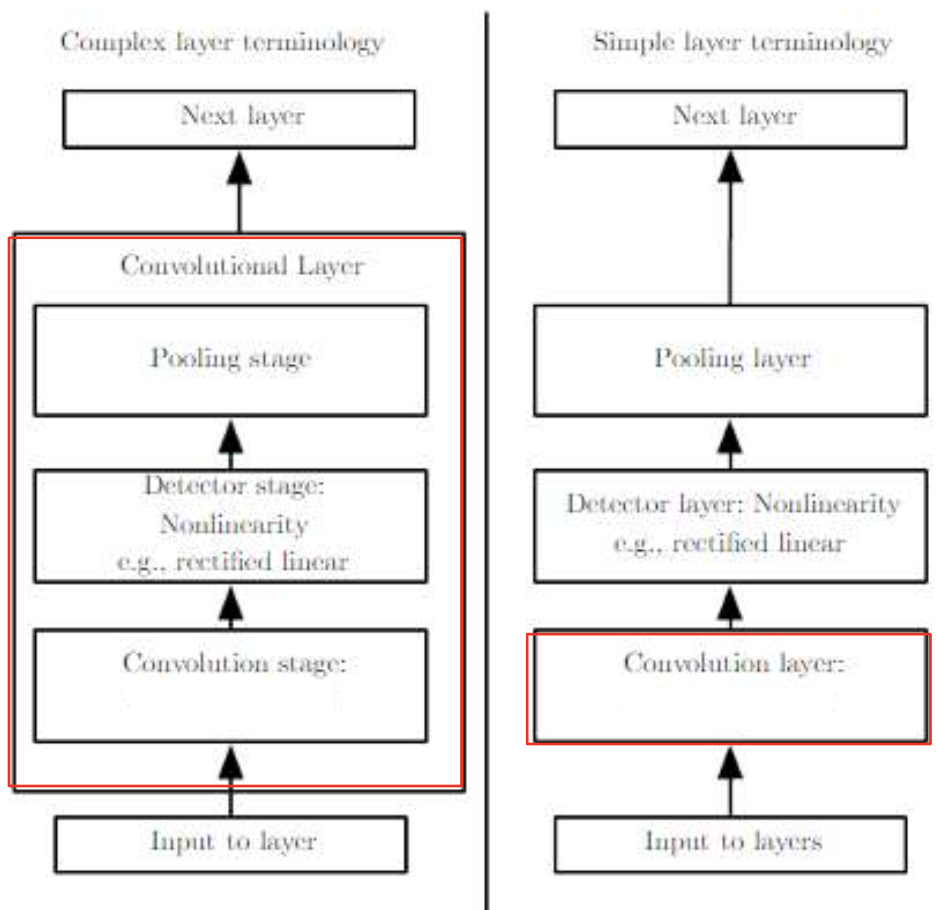 Complex layer terminology
Next layer
Convolutional Layer
Pooling stage
Detector stage:
Nonlinearity
e.g., rectified linear
Convolution stage:
Input to layer
Simple layer terminology
Next layer
Pooling layer
Detector layer: Nonlinearity
e.g., rectified linear
Convolution layer:
Input to layers